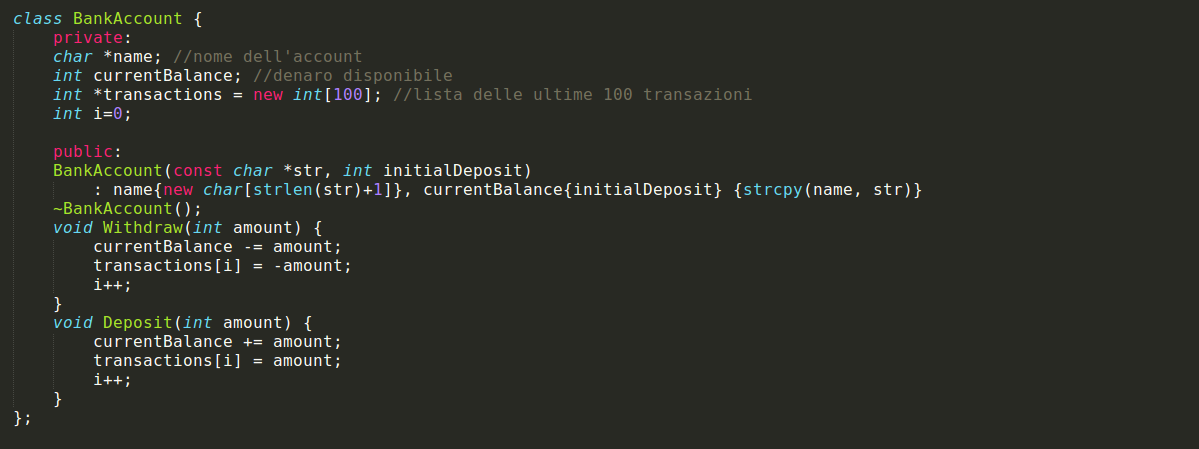 class BankAccount {
    private:
    char *name; //nome dell'account
    int currentBalance; //denaro disponibile
    int *transactions = new int[100]; //lista delle ultime 100 transazioni
    int i=0;

    public:
    BankAccount(const char *str, int initialDeposit)
        : name{new char[strlen(str)+1]}, currentBalance{initialDeposit} {strcpy(name, str)}
    ~BankAccount();
    void Withdraw(int amount) {
        currentBalance -= amount;
        transactions[i] = -amount;
        i++;
    }
    void Deposit(int amount) {
        currentBalance += amount;
        transactions[i] = amount;
        i++;
    }
};